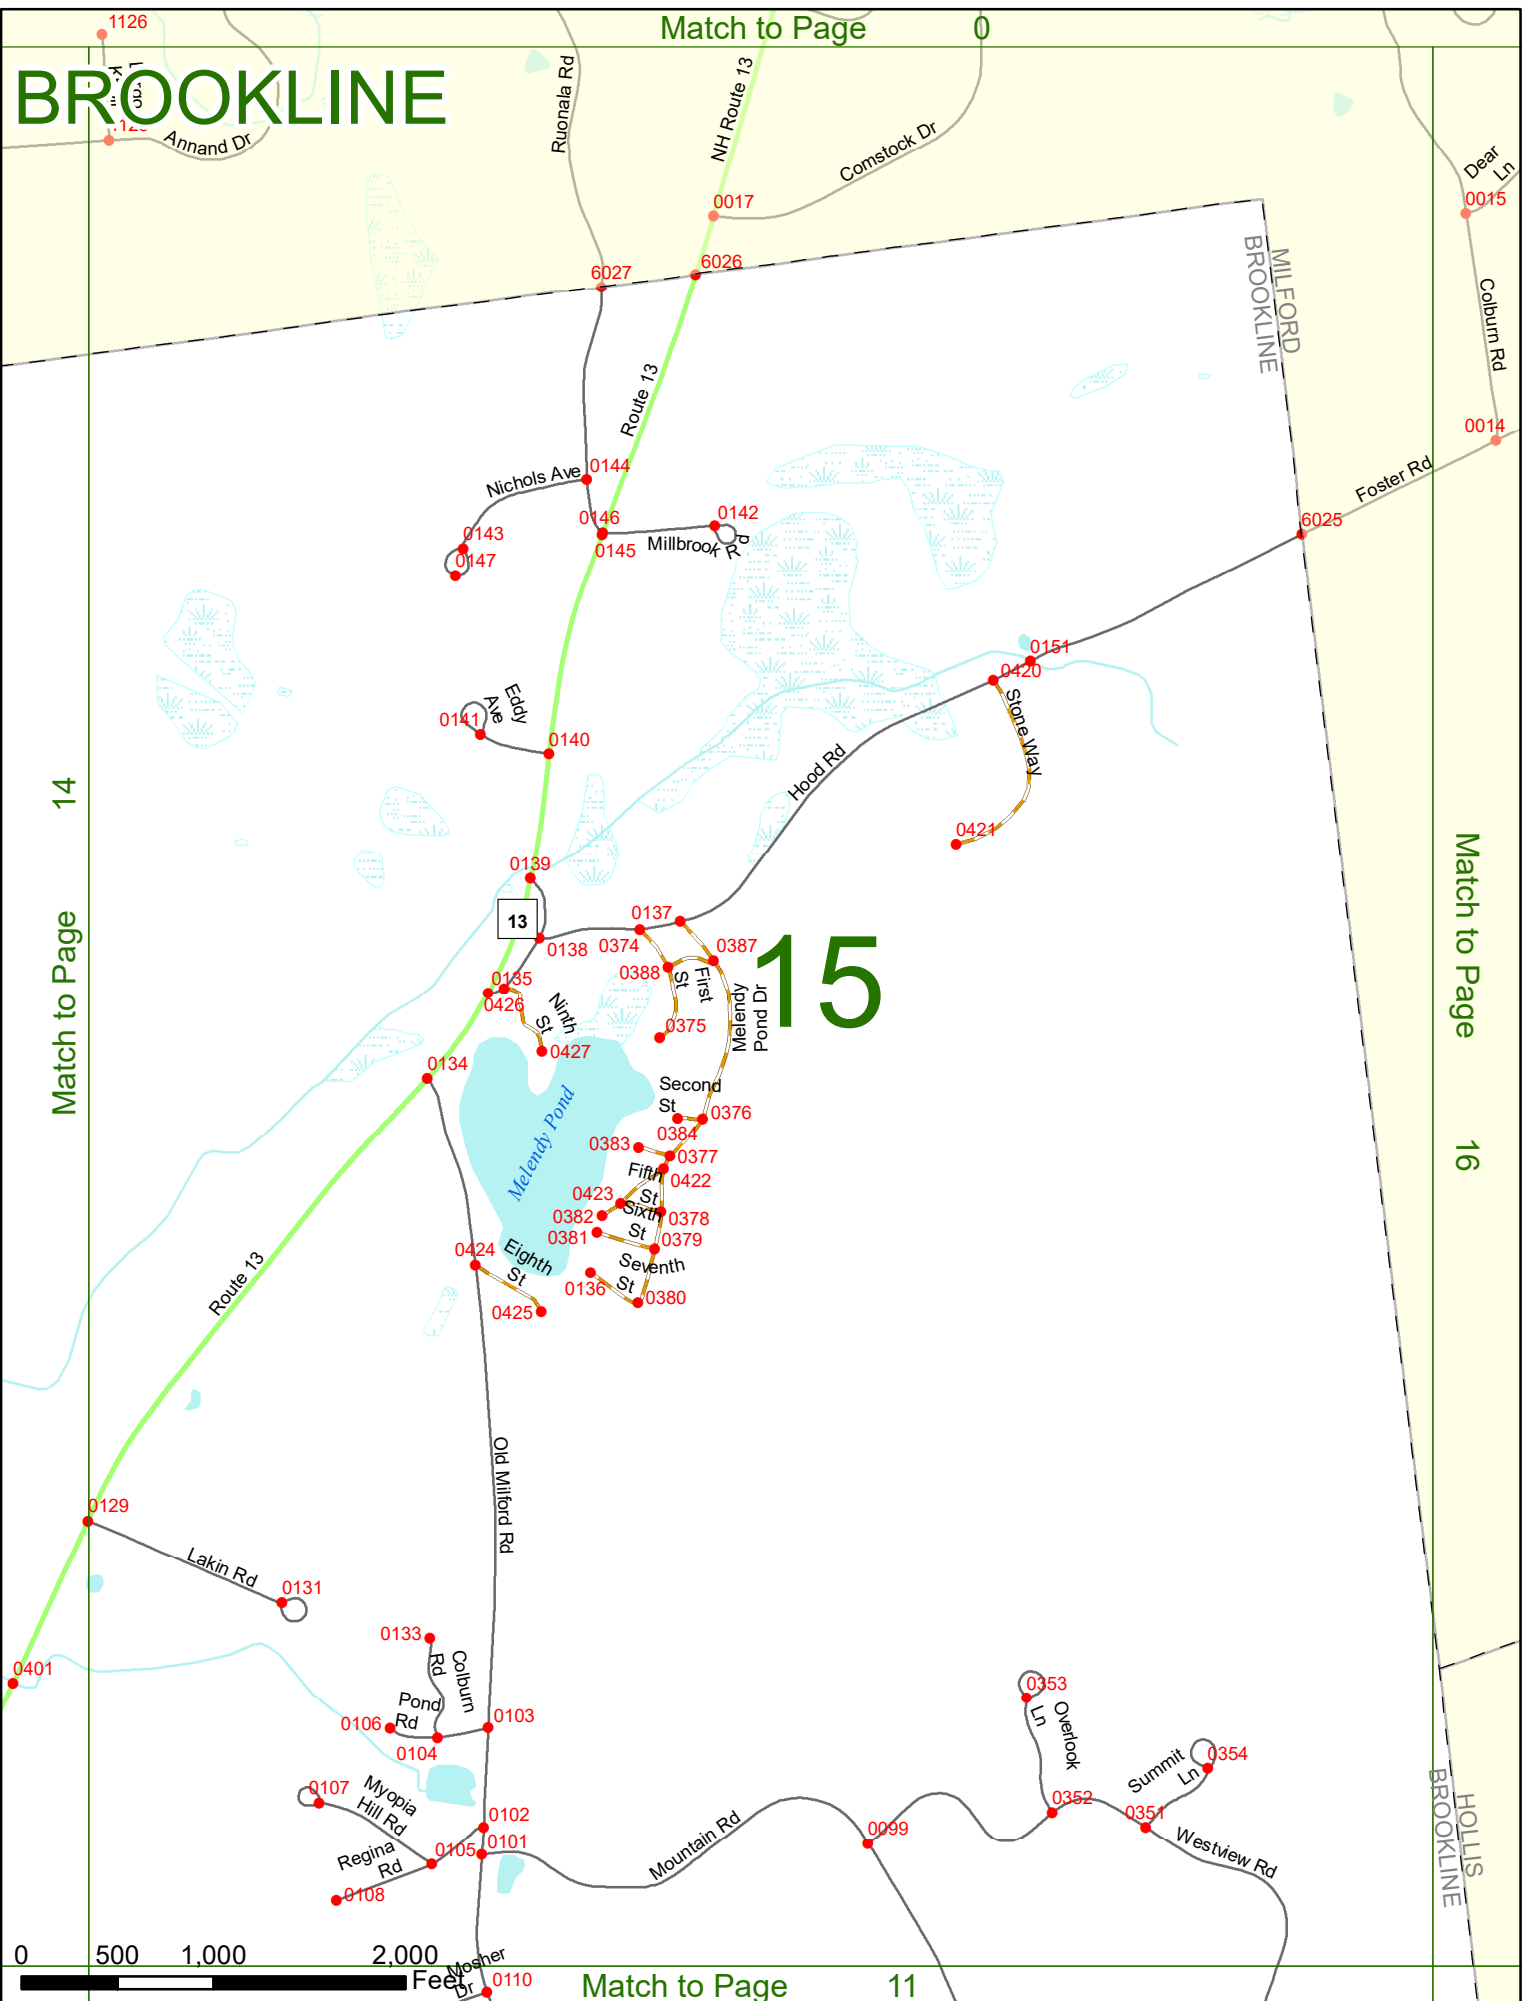 1126
Match to Page 0
BROOKLINE
Annand Dr
Ruonala Rd
NH Route 13
Comstock Dr
Dear
Ln
0015
0017
6027
6026
MILFORD
BROOKLINE
Colburn Rd
Route 13
0014
Foster Rd
Nichols Ave
0144
0143
0147
0146
0145
0142
Millbrook Rd
6025
0151
0420
Stone Way
Eddy
Ave
0141
0140
Hood Rd
14
Match to Page
0421
0139
13
0138
0137
0374
0387
15
0388
First
St
Melendy
Pond Dr
0135
0426
Ninth
St
0375
0427
Match to Page
16
0134
Second
St
0376
0384
Melendy Pond
0383
0377
Fifth
St
0422
0423
0382
Sixth
St
0378
0381
0379
0424
Eighth
St
Seventh
St
0136
0380
0425
Route 13
Old Milford Rd
0129
Lakin Rd
0131
0133
Colburn
Rd
0401
Pond
Rd
0106
0103
0104
0353
Overlook
Ln
0107
Myopia
Hill Rd
Summit
Ln
0354
0102
0352
0351
0101
0105
Regina
Rd
Mountain Rd
0099
Westview Rd
HOLLIS
BROOKLINE
0108
0 500 1,000 2,000
Feet
Mosher
Dr
0110
Match to Page 11